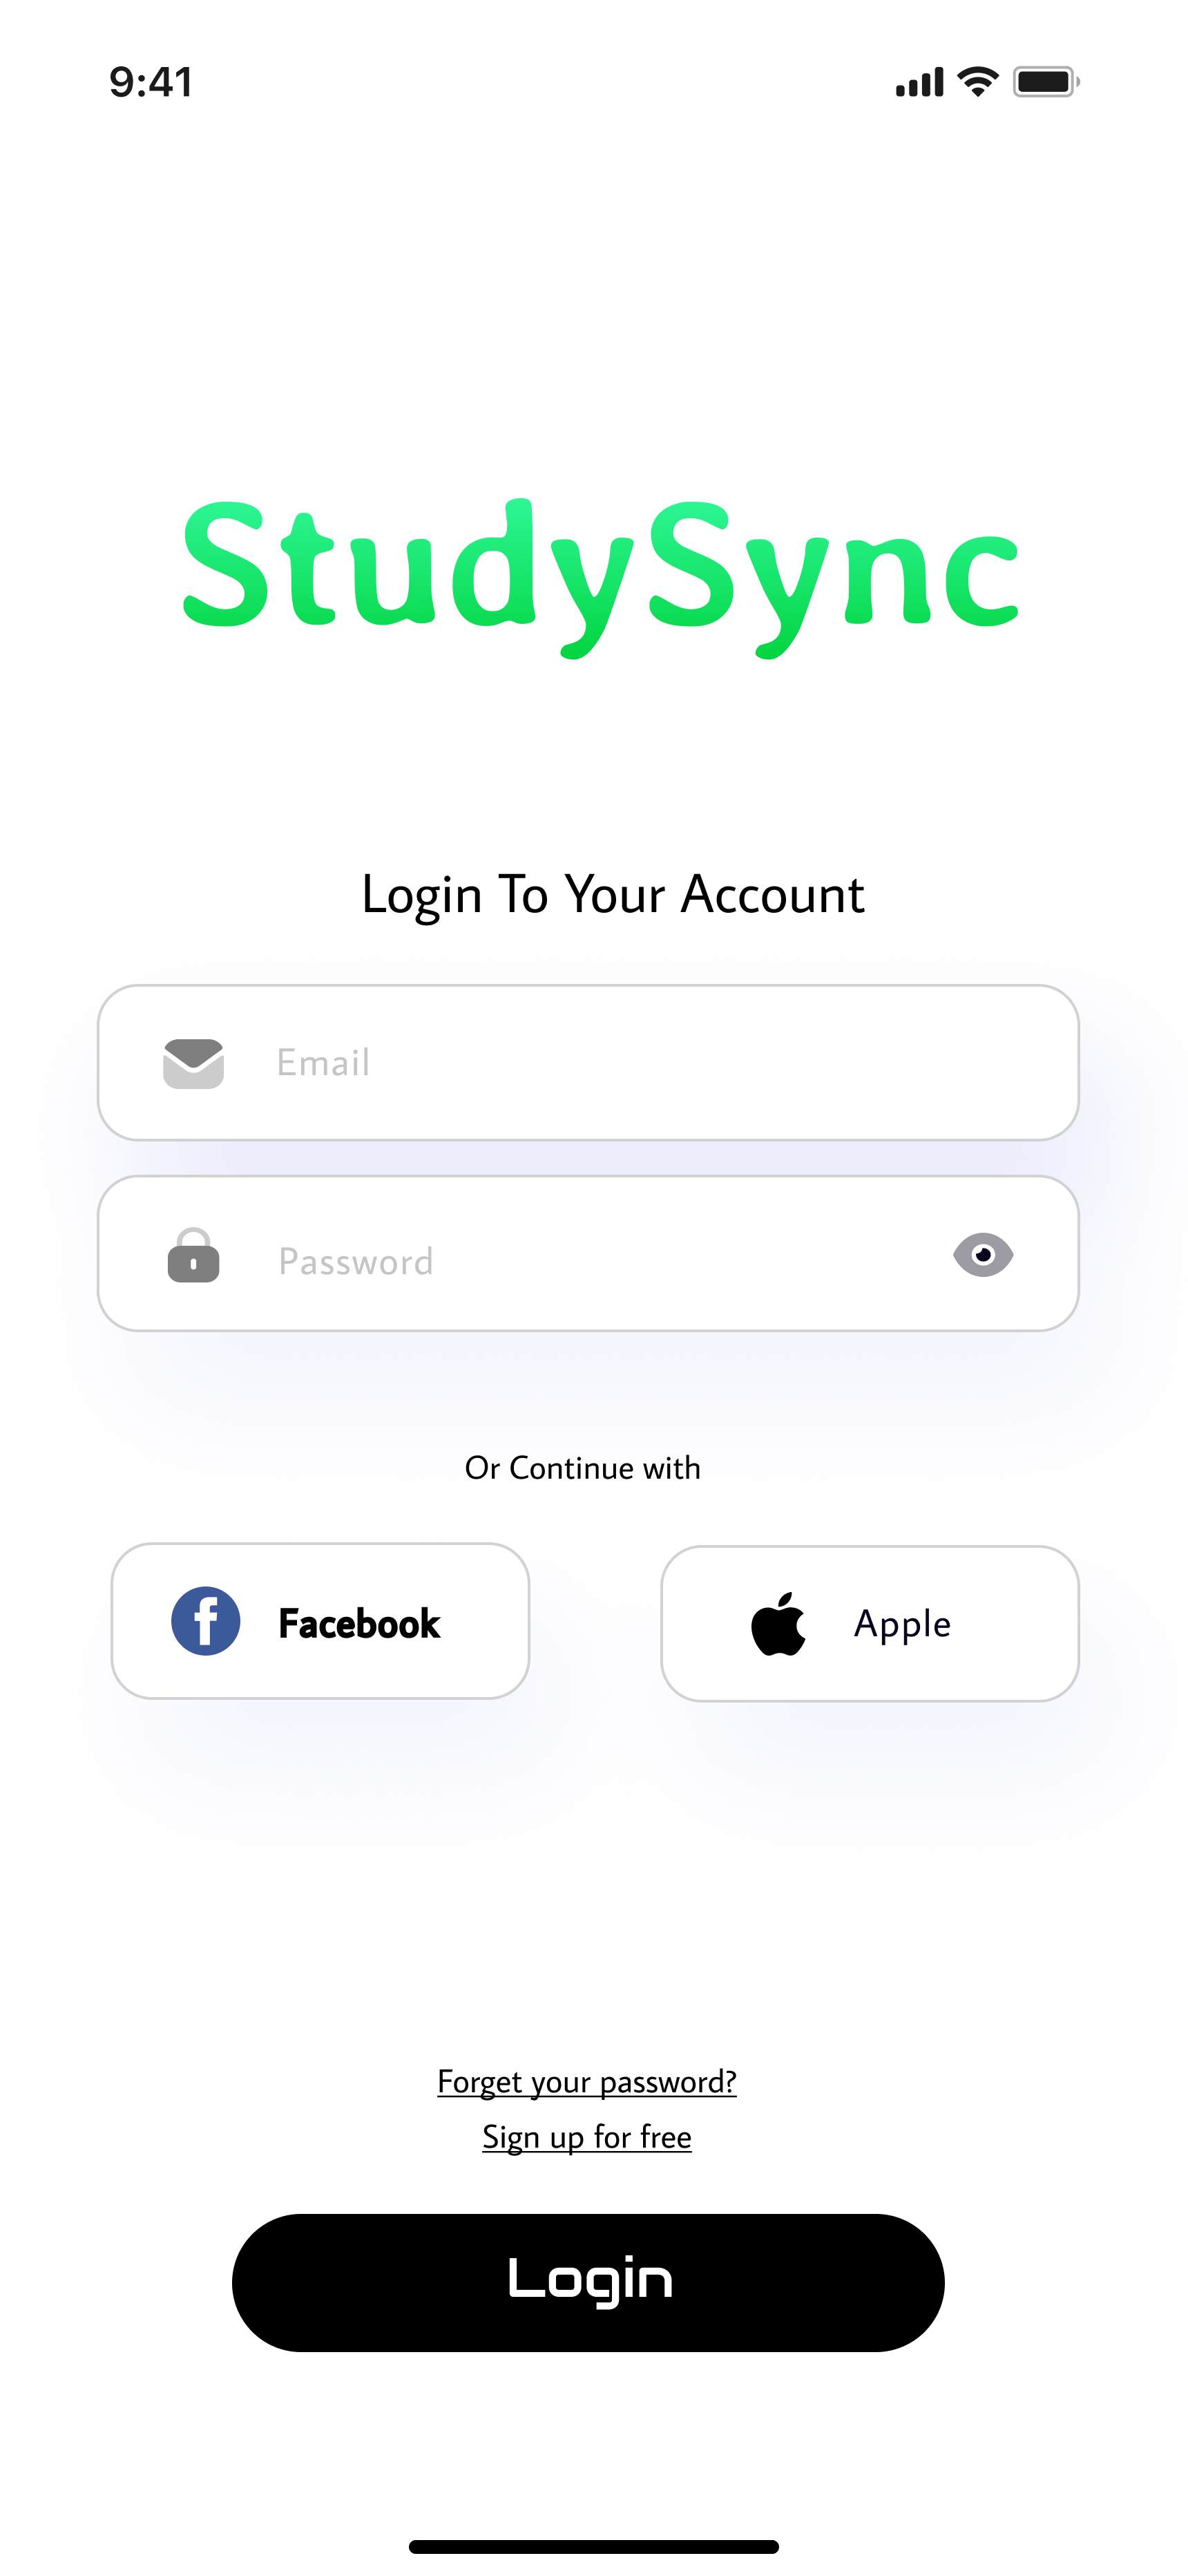 9:41
StudySync
Login To Your Account
Email
Password
Or Continue with
Facebook
Apple
Forget your password?
Sign up for free
Login